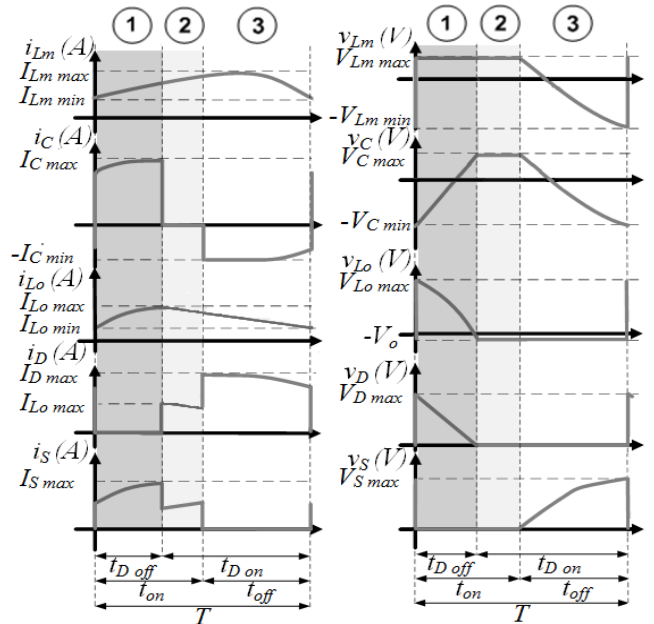 1 2 3
i_Lm (A)
I_Lm max
I_Lm min
i_C (A)
I_C max
-I_C min
i_Lo (A)
I_Lo max
I_Lo min
i_D (A)
I_D max
I_Lo max
i_S (A)
I_S max
t_D off t_D on
t_on t_off
T
1 2 3
v_Lm (V)
V_Lm max
-V_Lm min
v_C (V)
V_C max
-V_C min
v_Lo (V)
V_Lo max
-V_o
v_D (V)
V_D max
v_S (V)
V_S max
t_D off t_D on
t_on t_off
T